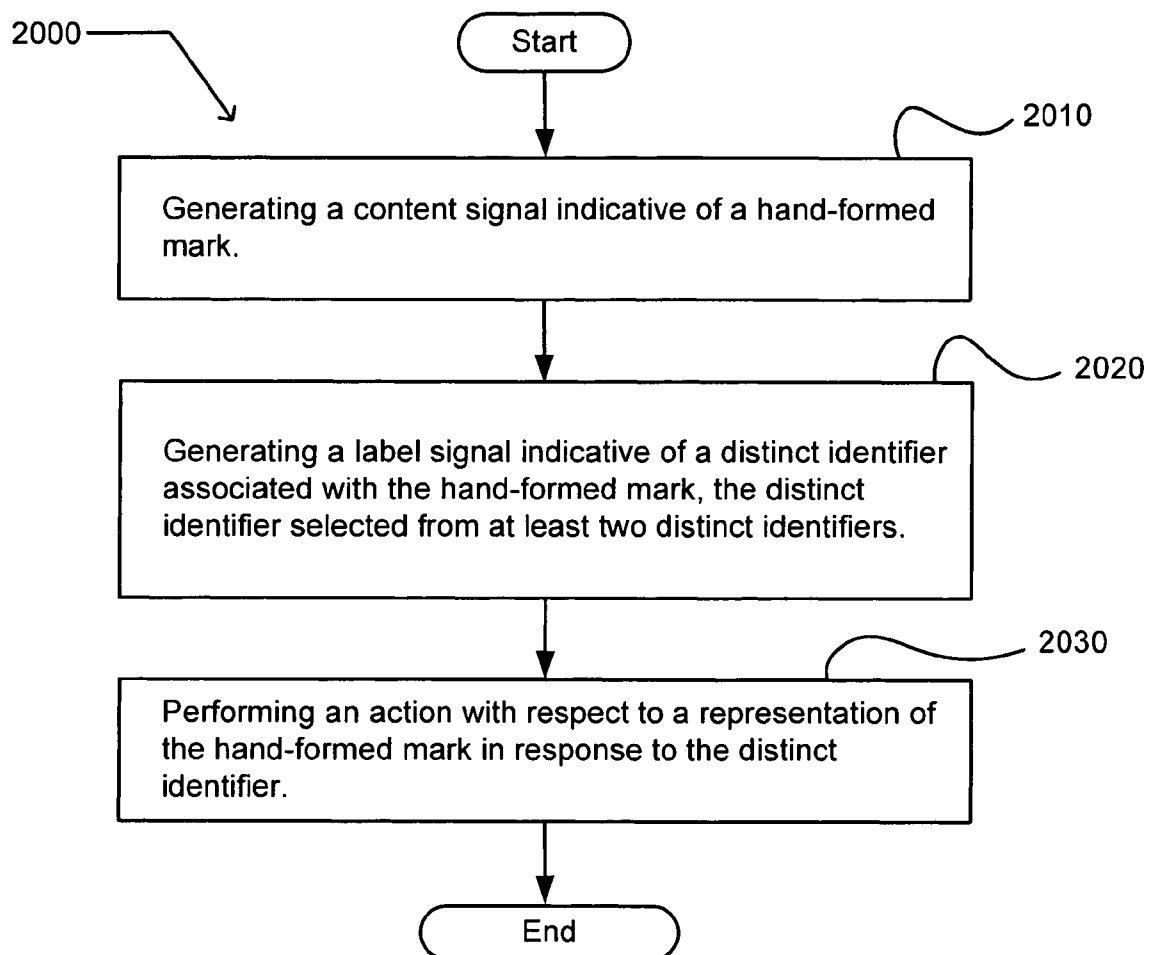 2000
Start
2010
Generating a content signal indicative of a hand-formed
mark.
2020
Generating a label signal indicative of a distinct identifier
associated with the hand-formed mark, the distinct
identifier selected from at least two distinct identifiers.
2030
Performing an action with respect to a representation of
the hand-formed mark in response to the distinct
identifier.
End